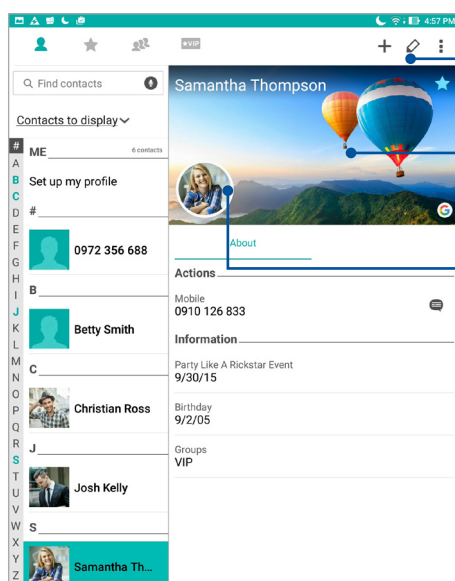 4:57 PM
★VIP
Find contacts
Contacts to display
#
A
B
C
D
E
F
G
H
I
J
K
L
M
N
O
P
Q
R
S
T
U
V
W
X
Y
Z
ME
6 contacts
Set up my profile
#
0972 356 688
B
Betty Smith
C
Christian Ross
J
Josh Kelly
S
Samantha Th...
Samantha Thompson
G
About
Actions
Mobile
0910 126 833
Information
Party Like A Rickstar Event
9/30/15
Birthday
9/2/05
Groups
VIP